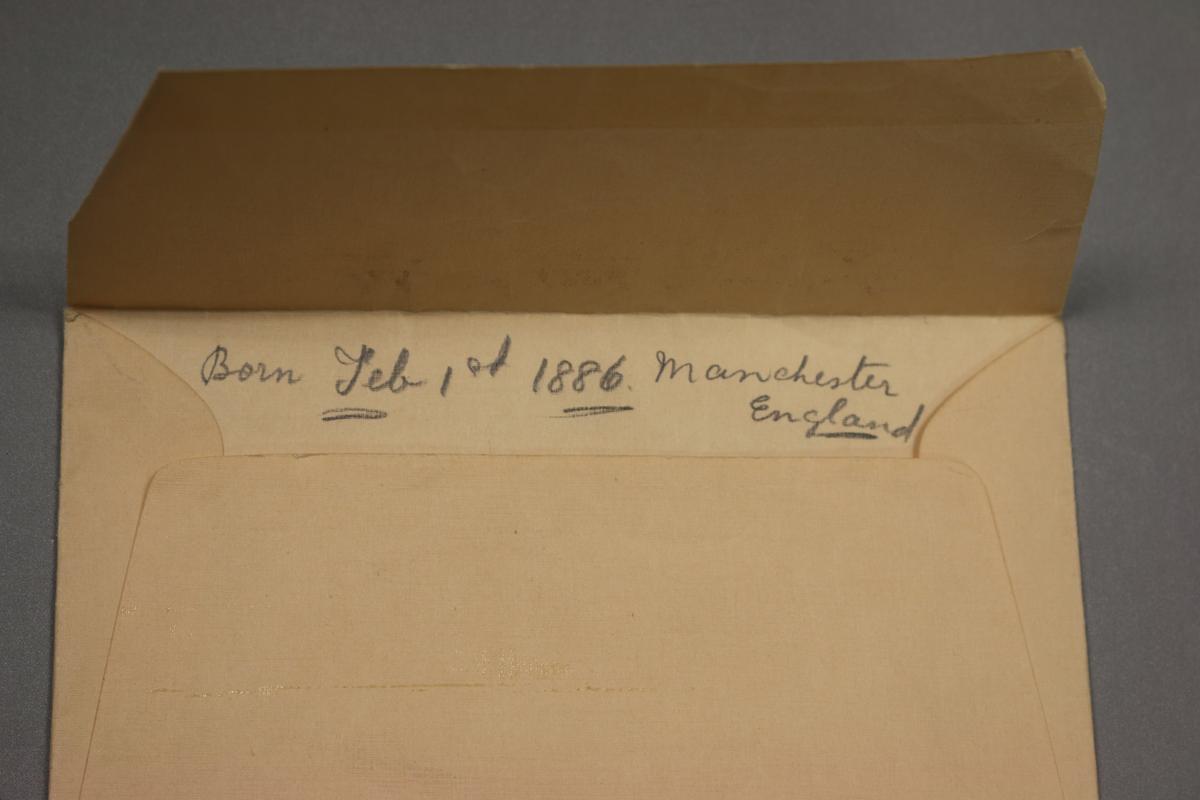 Born Feb 1st 1886. Manchester
England